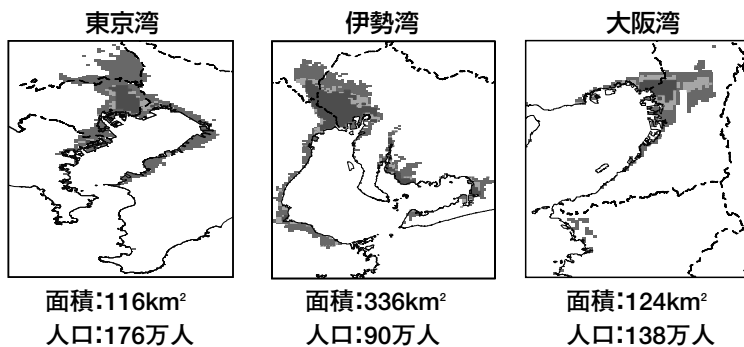 東京湾
面積:116km²
人口:176万人
伊勢湾
面積:336km²
人口:90万人
大阪湾
面積:124km²
人口:138万人